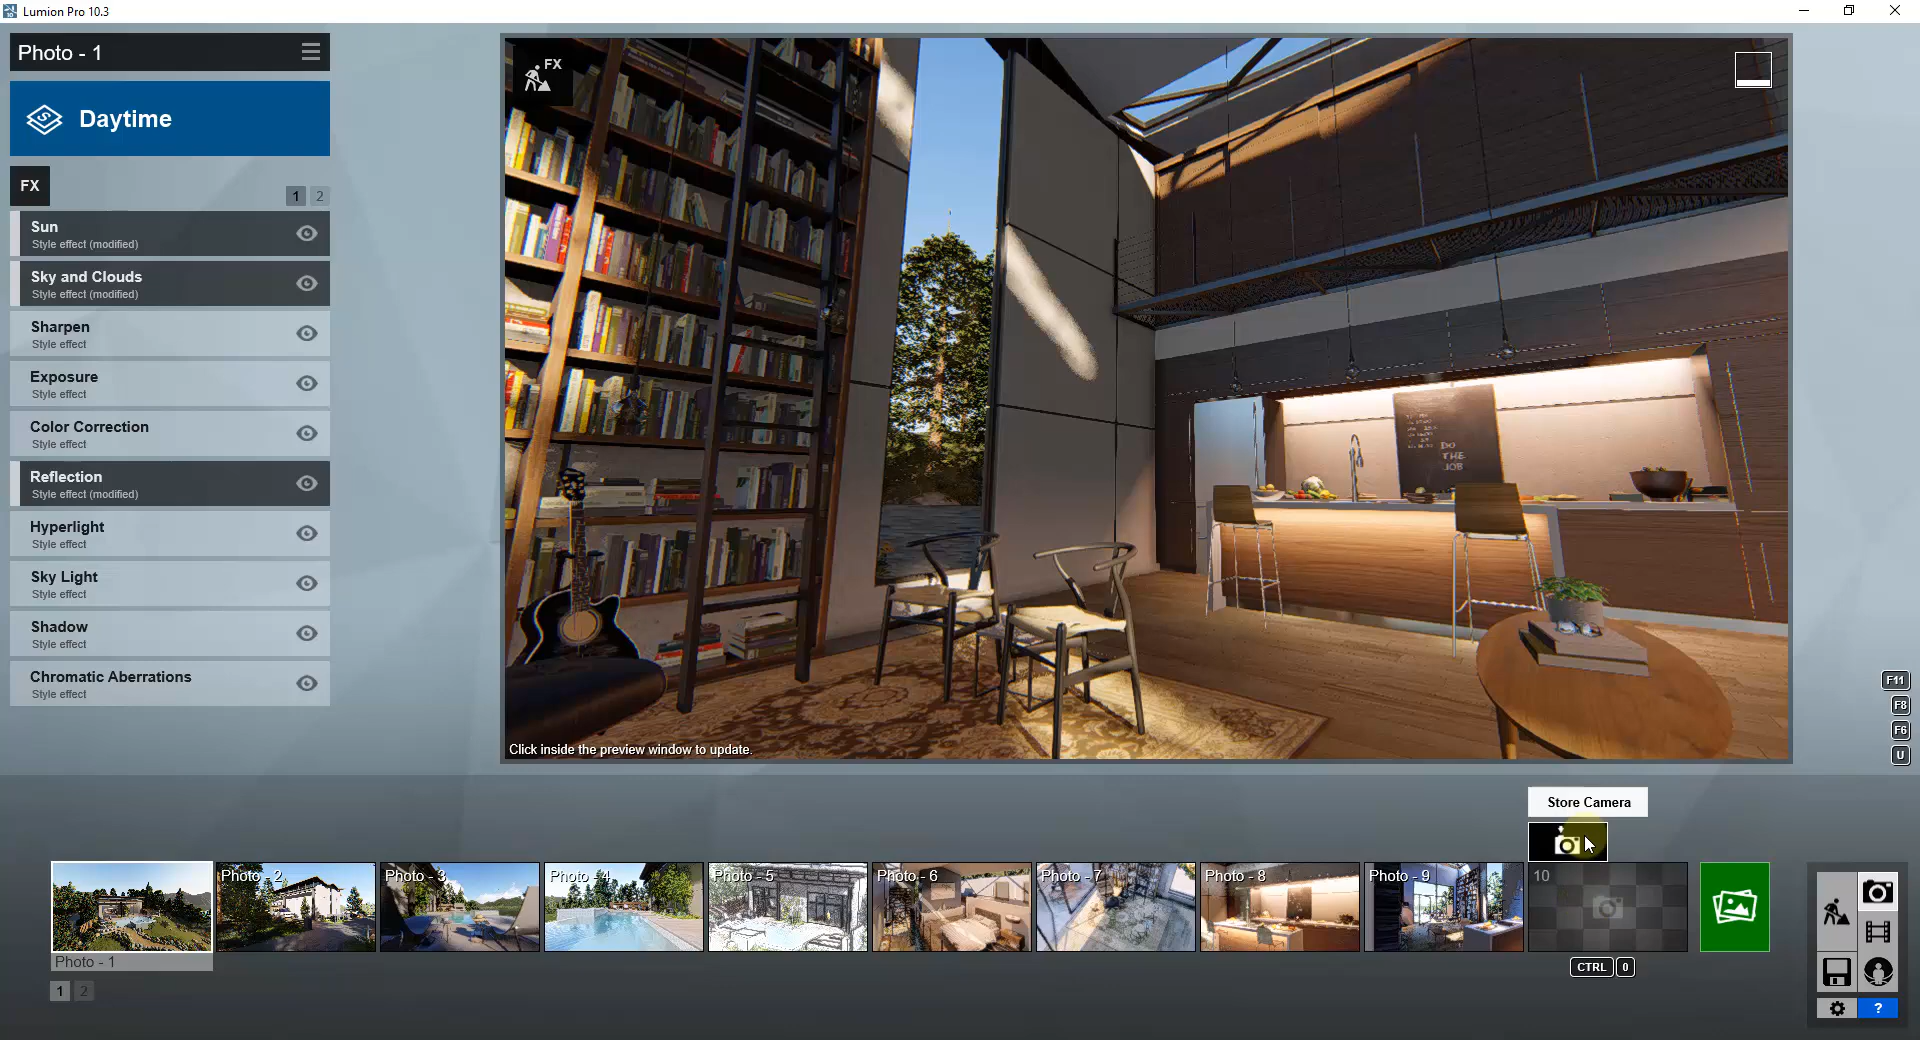 Lumion Pro 10.3
Photo - 1
Daytime
FX
1 2
Sun
Style effect (modified)
Sky and Clouds
Style effect (modified)
Sharpen
Style effect
Exposure
Style effect
Color Correction
Style effect
Reflection
Style effect (modified)
Hyperlight
Style effect
Sky Light
Style effect
Shadow
Style effect
Chromatic Aberrations
Style effect
FX
DO
THE
JOB
Click inside the preview window to update.
F11
F8
F6
U
Store Camera
Photo - 2
Photo - 3
Photo - 4
Photo - 5
Photo - 6
Photo - 7
Photo - 8
Photo - 9
10
Photo - 1
CTRL 0
1 2
?